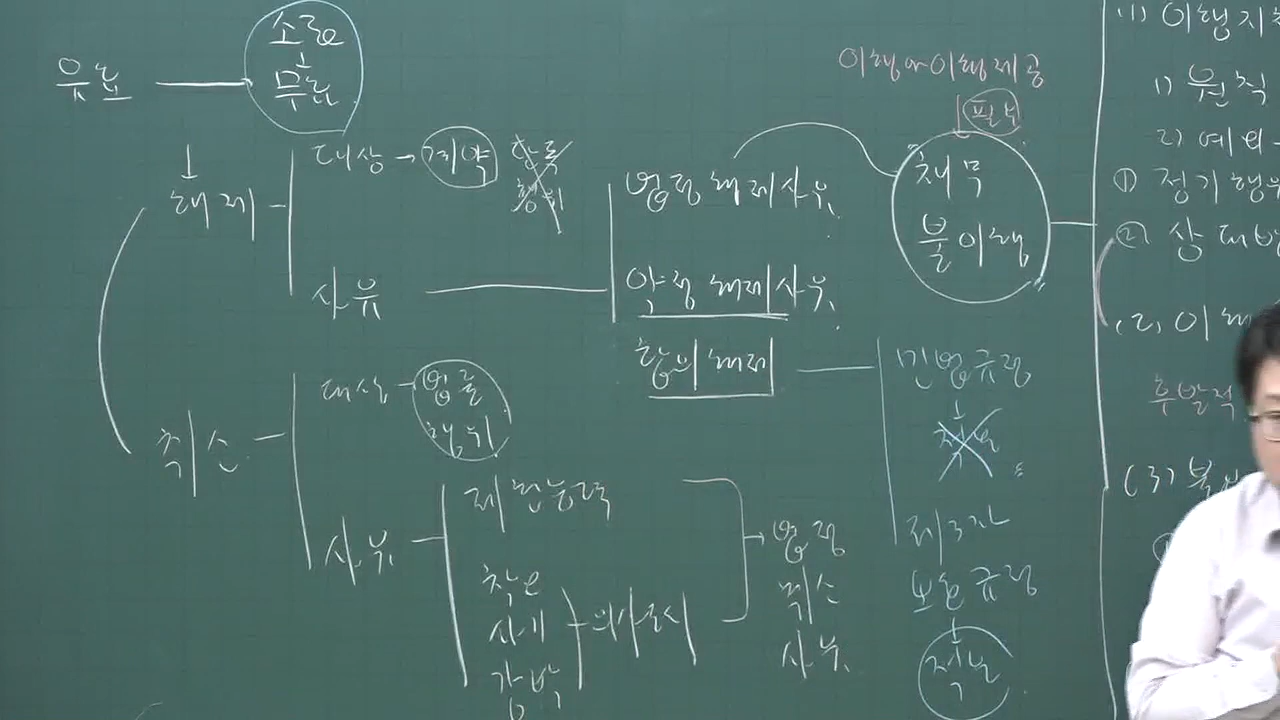 유효
소급
무효
해제
대상
계약
단독
행위
사유
법정 해제사유
약정 해제사유
합의해제
이행 or 이행제공
필요
채무
불이행
취소
대상
법률
행위
사유
제한능력
착오
사기
강박
의사표시
법정
취소
사유
민법규정
적용
제3자
보호규정
적용
(1) 이행지
1) 원칙
2) 예외
① 정기행위
② 상대방
(2) 이행
후발적
(3) 불